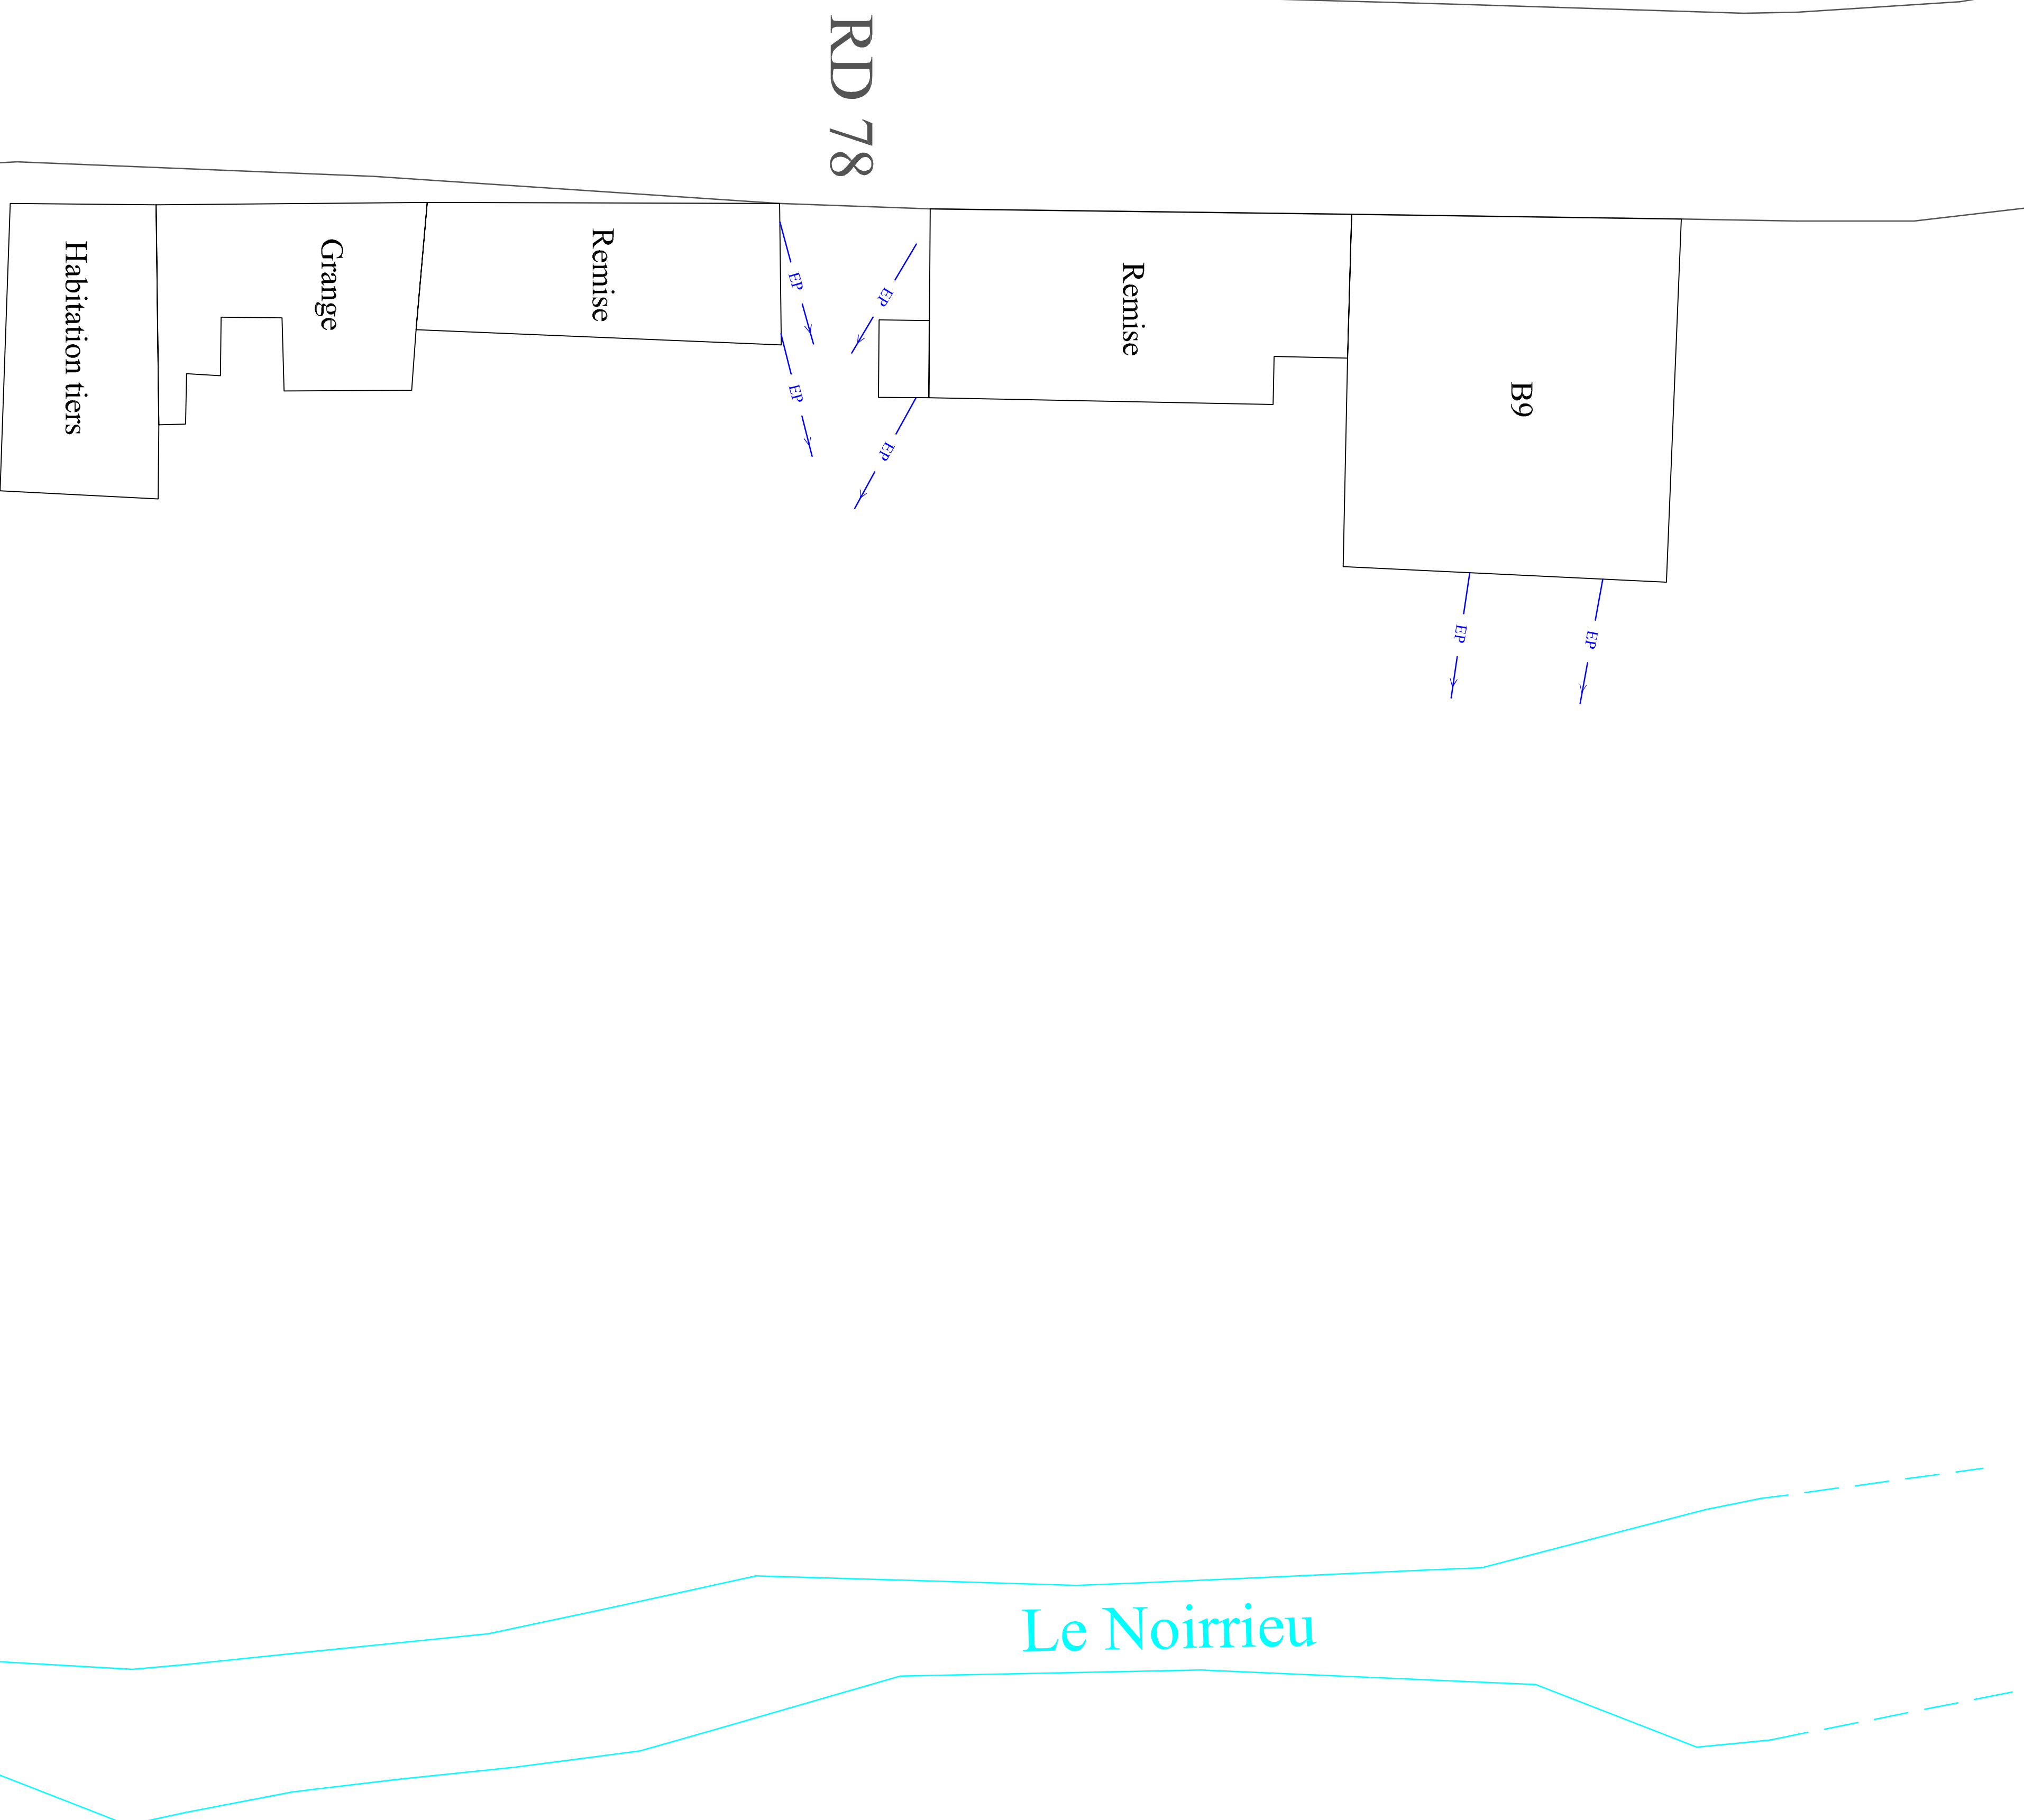 RD 78
Habitation tiers
Grange
Remise
EP
EP
EP
EP
Remise
B9
EP
EP
Le Noirrieu